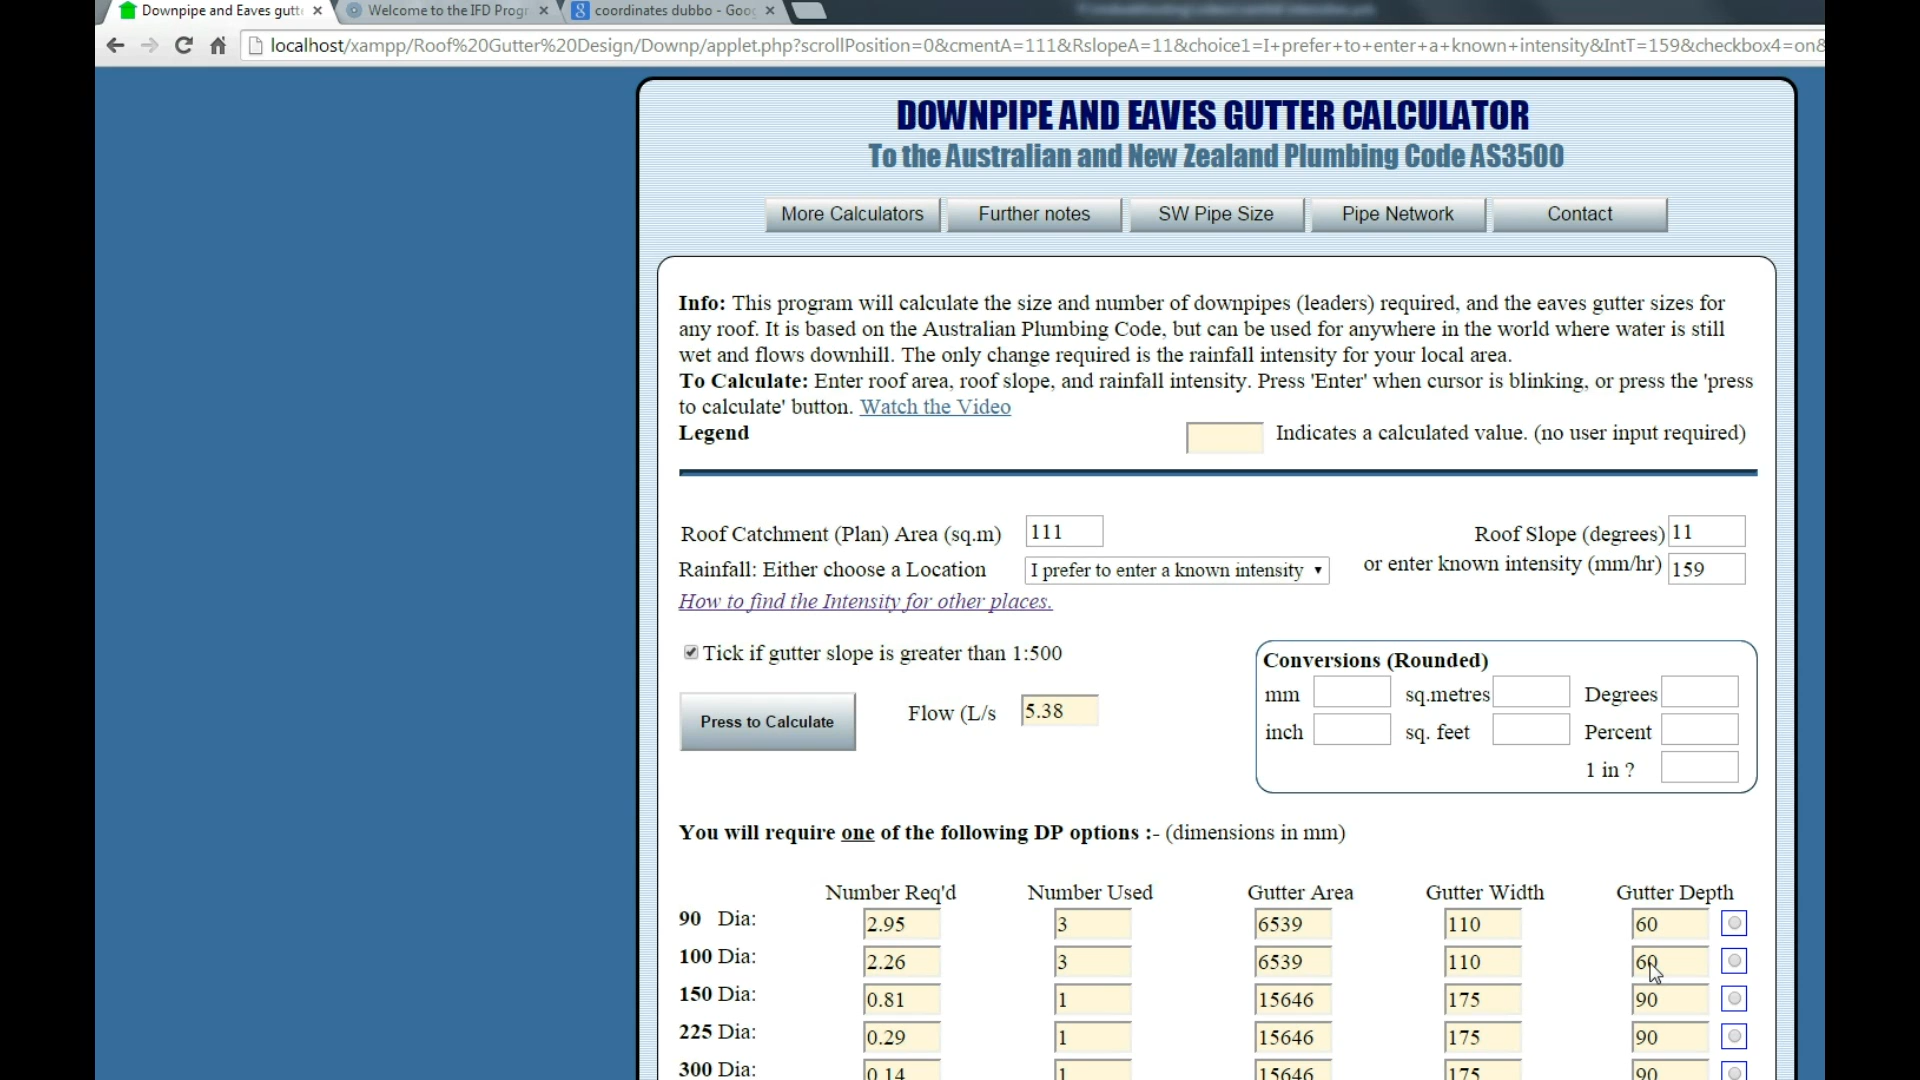 Downpipe and Eaves gutt
Welcome to the IFD Progr
coordinates dubbo - Goo
localhost/xampp/Roof%20Gutter%20Design/Downp/applet.php?scrollPosition=0&cmentA=111&RslopeA=11&choice1=I+prefer+to+enter+a+known+intensity&IntT=159&checkbox4=on&
DOWNPIPE AND EAVES GUTTER CALCULATOR
To the Australian and New Zealand Plumbing Code AS3500
More Calculators Further notes SW Pipe Size Pipe Network Contact
Info: This program will calculate the size and number of downpipes (leaders) required, and the eaves gutter sizes for
any roof. It is based on the Australian Plumbing Code, but can be used for anywhere in the world where water is still
wet and flows downhill. The only change required is the rainfall intensity for your local area.
To Calculate: Enter roof area, roof slope, and rainfall intensity. Press 'Enter' when cursor is blinking, or press the 'press
to calculate' button. Watch the Video
Legend Indicates a calculated value. (no user input required)
Roof Catchment (Plan) Area (sq.m) 111 Roof Slope (degrees) 11
Rainfall: Either choose a Location I prefer to enter a known intensity or enter known intensity (mm/hr) 159
How to find the Intensity for other places.
Tick if gutter slope is greater than 1:500
Conversions (Rounded)
mm sq.metres Degrees
Press to Calculate Flow (L/s 5.38
inch sq. feet Percent
1 in ?
You will require one of the following DP options :- (dimensions in mm)
Number Req'd Number Used Gutter Area Gutter Width Gutter Depth
90 Dia: 2.95 3 6539 110 60
100 Dia: 2.26 3 6539 110 60
150 Dia: 0.81 1 15646 175 90
225 Dia: 0.29 1 15646 175 90
300 Dia: 0.14 1 15646 175 90